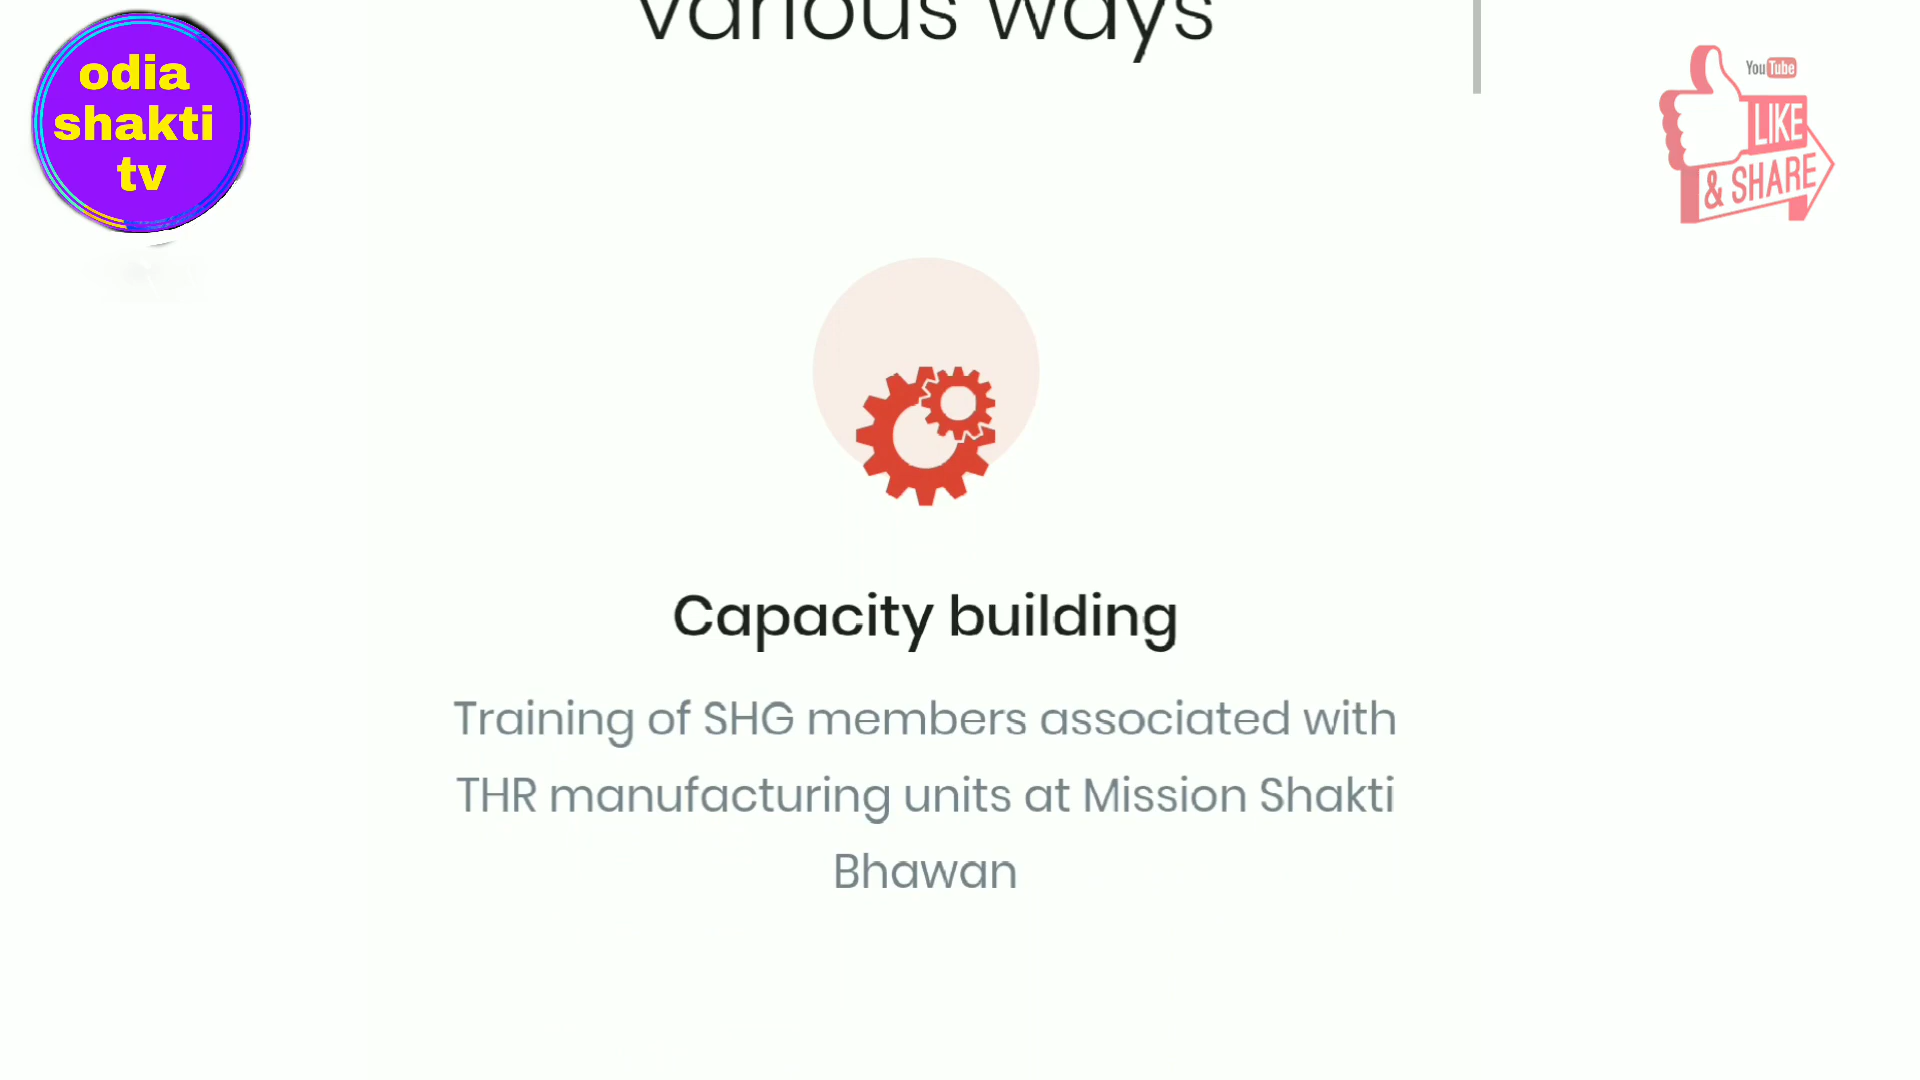 various ways
odia
shakti
tv
YouTube
LIKE
& SHARE
Capacity building
Training of SHG members associated with
THR manufacturing units at Mission Shakti
Bhawan